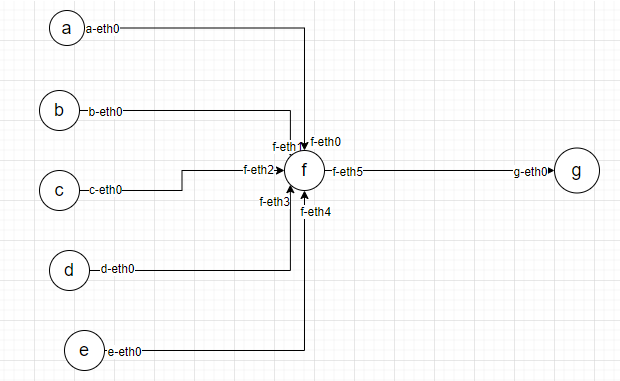 a
a-eth0
b
b-eth0
f-eth1
f-eth0
f-eth2
f
f-eth5
g-eth0
g
c
c-eth0
f-eth3
f-eth4
d
d-eth0
e
e-eth0